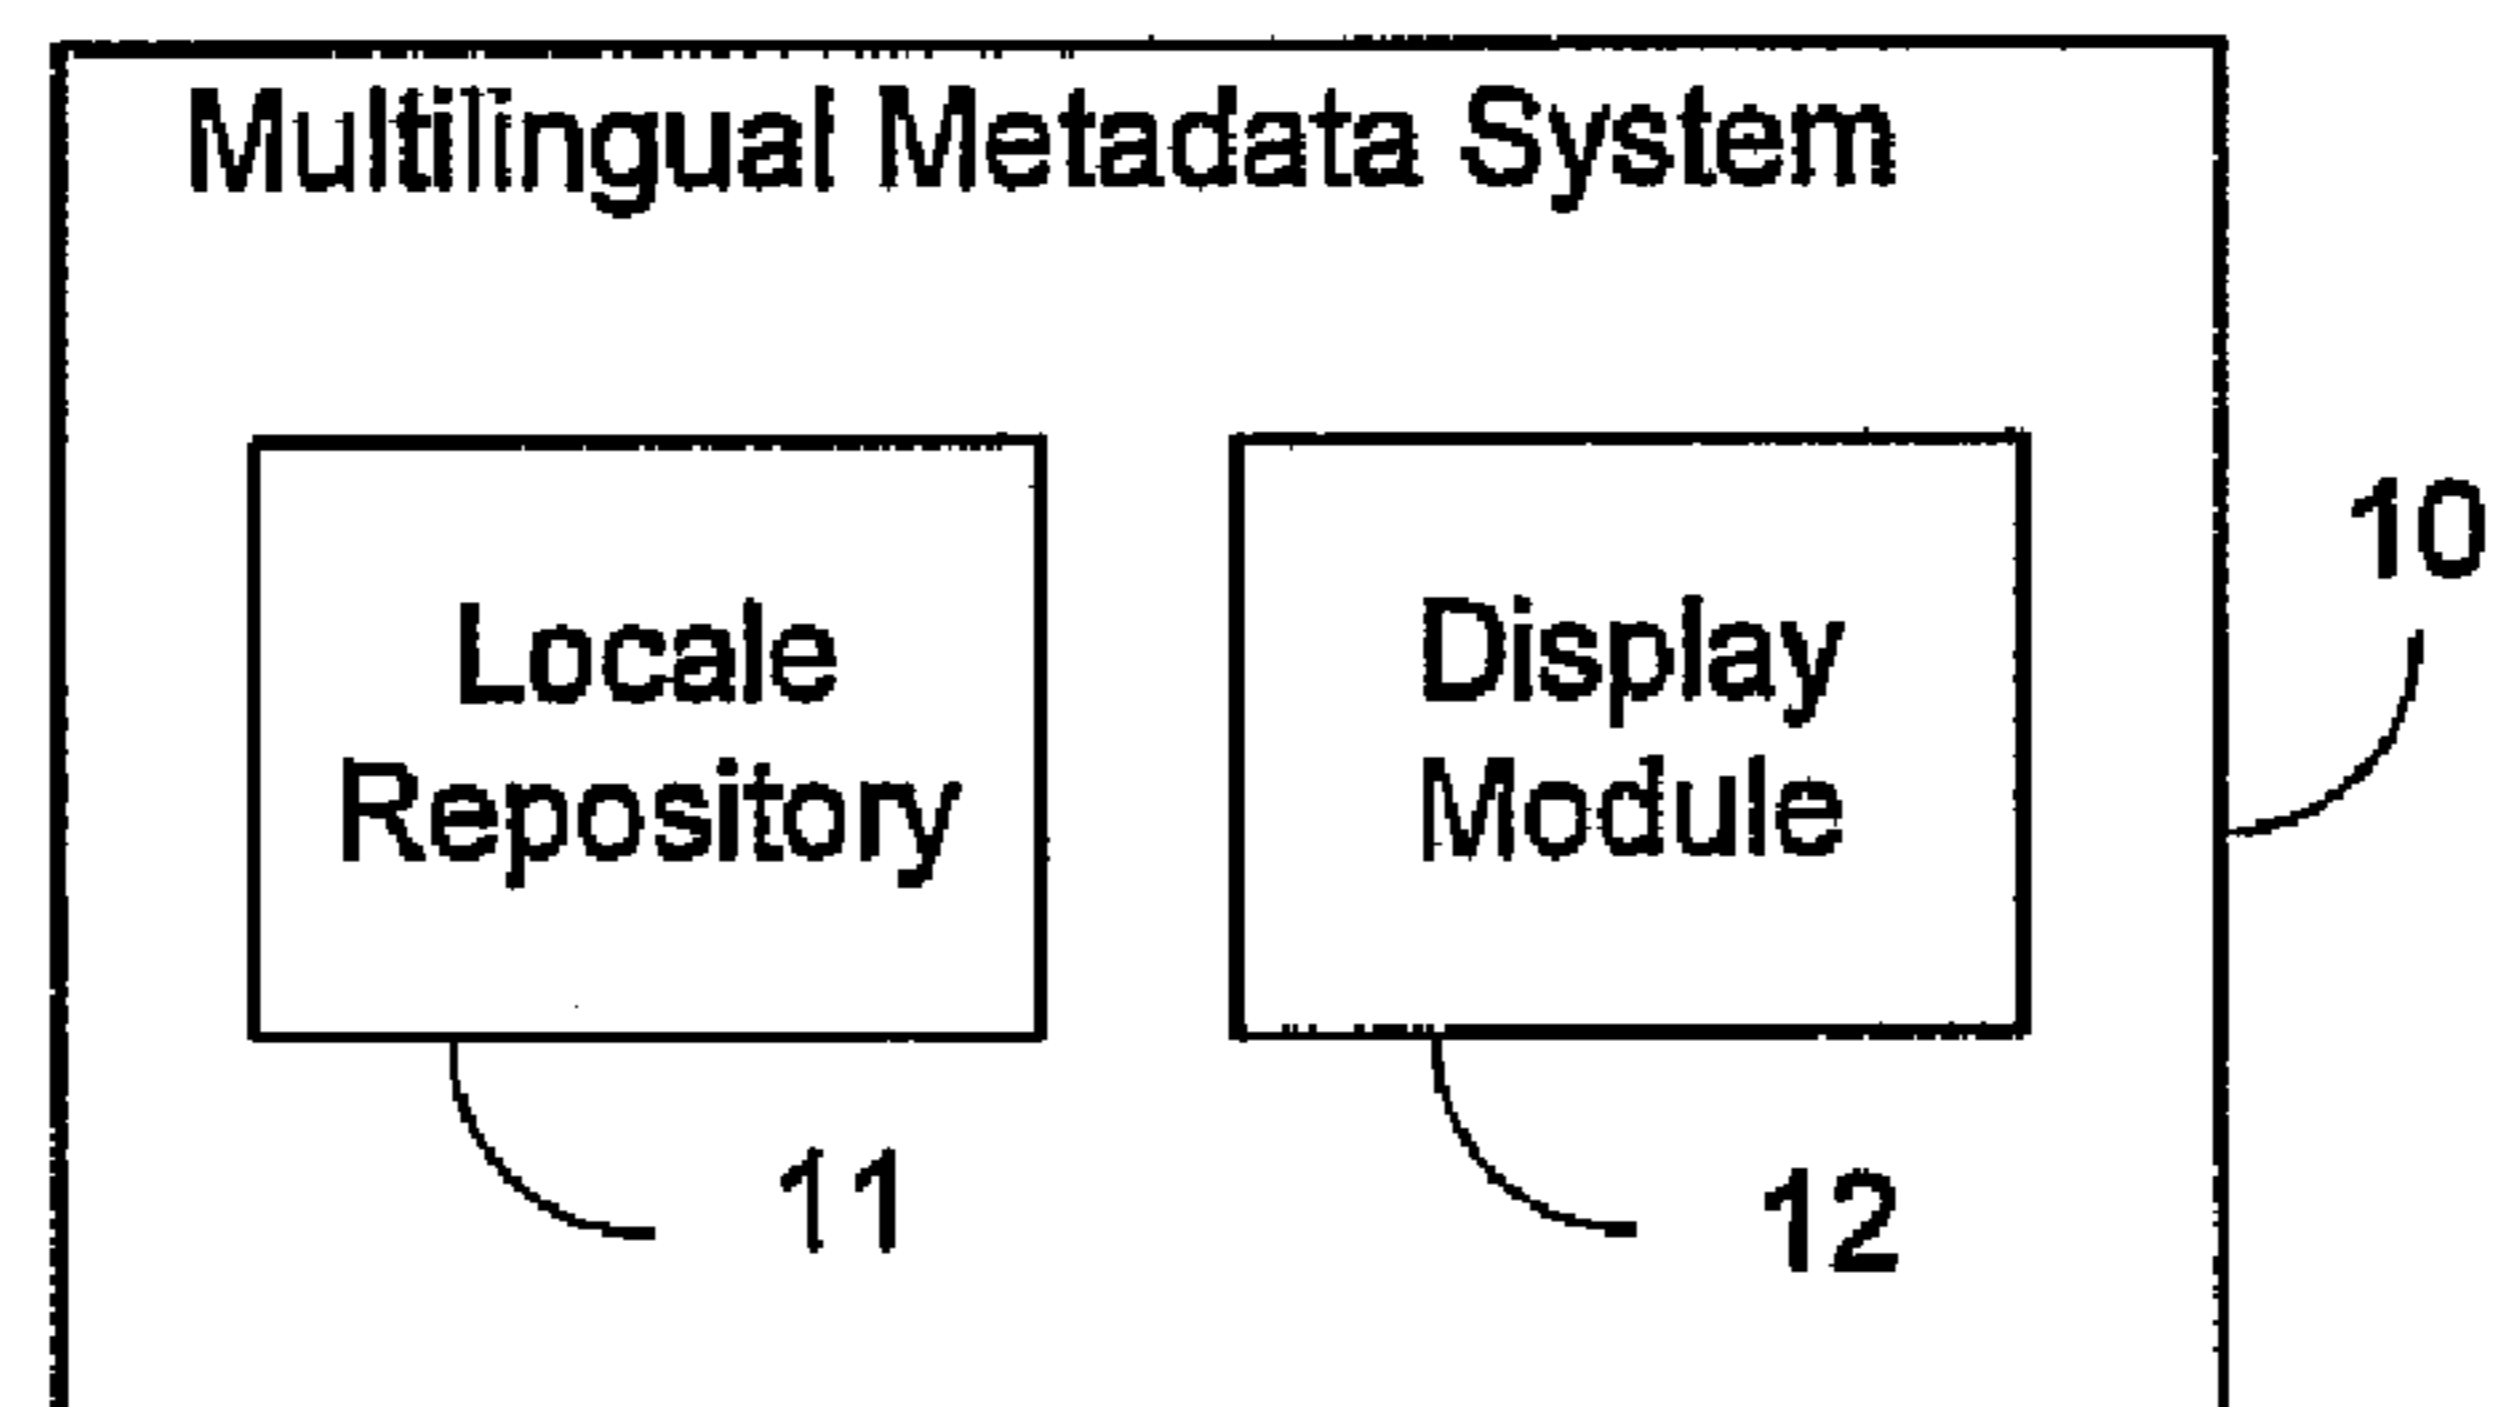 Multilingual Metadata System
10
Locale
Repository
Display
Module
11
12